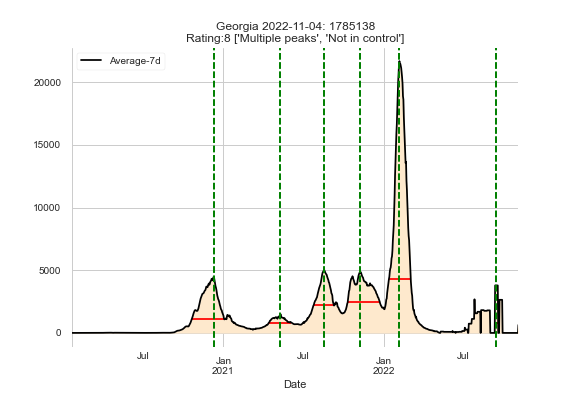 Georgia 2022-11-04: 1785138
Rating:8 ['Multiple peaks', 'Not in control']
Average-7d
20000
15000
10000
5000
0
Jul
Jan
2021
Jul
Jan
2022
Jul
Date